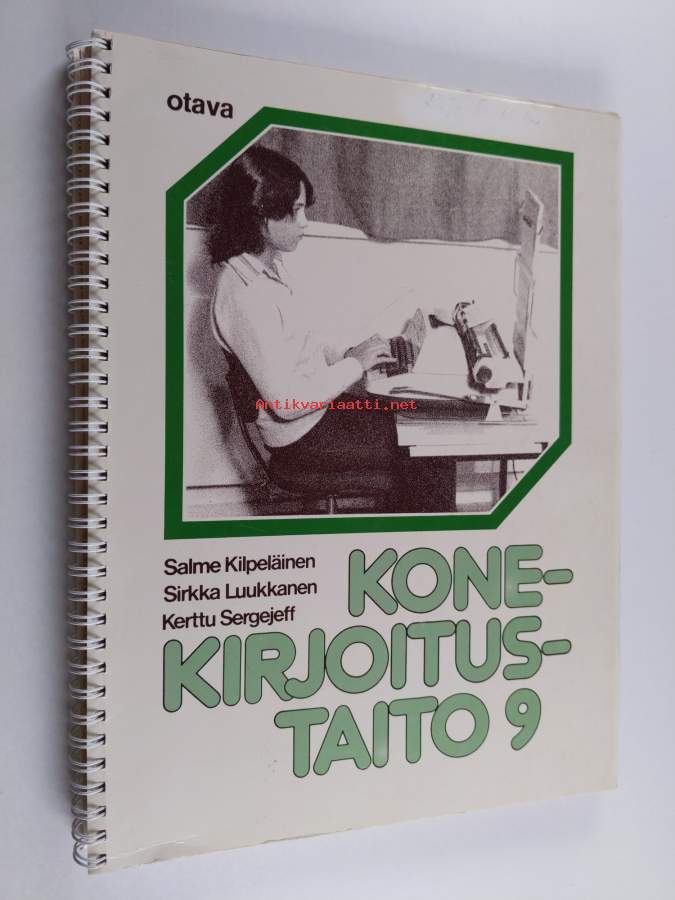 otava
Antikvariaatti.net
Salme Kilpeläinen
Sirkka Luukkanen
Kerttu Sergejeff
KONE-
KIRJOITUS-
TAITO 9